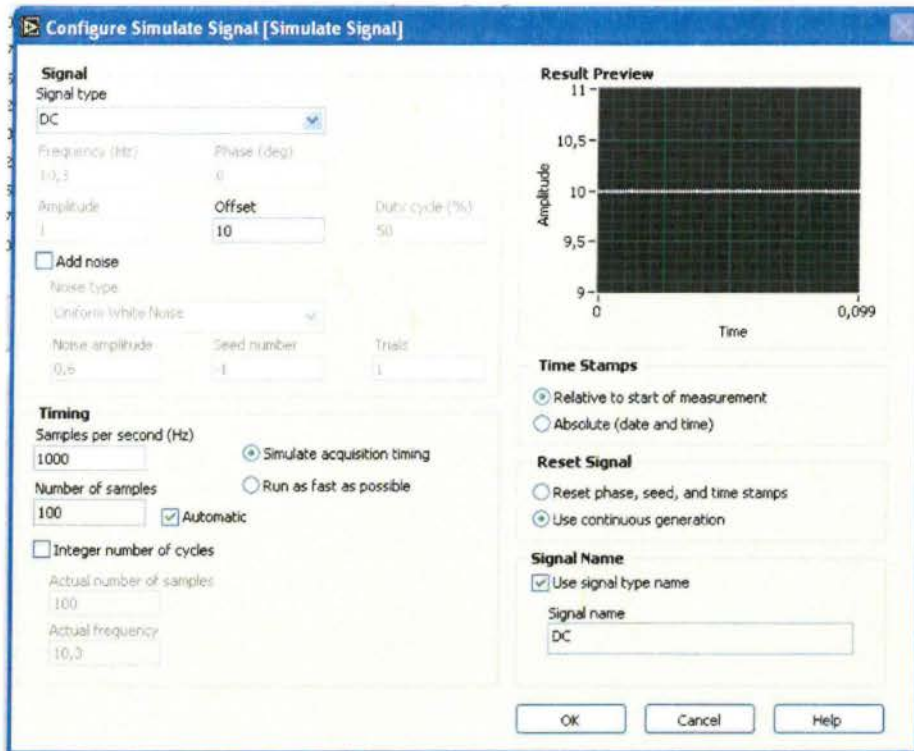 Configure Simulate Signal [Simulate Signal]
Signal
Signal type
DC
Frequency (Hz)
10,3
Phase (deg)
0
Amplitude
1
Offset
10
Duty cycle (%)
50
Add noise
Noise type
Uniform White Noise
Noise amplitude
0,6
Seed number
-1
Trials
1
Timing
Samples per second (Hz)
1000
Simulate acquisition timing
Run as fast as possible
Number of samples
100
Automatic
Integer number of cycles
Actual number of samples
100
Actual frequency
10,3
Result Preview
Amplitude
11
10,5
10
9,5
9
0
0,099
Time
Time Stamps
Relative to start of measurement
Absolute (date and time)
Reset Signal
Reset phase, seed, and time stamps
Use continuous generation
Signal Name
Use signal type name
Signal name
DC
OK
Cancel
Help